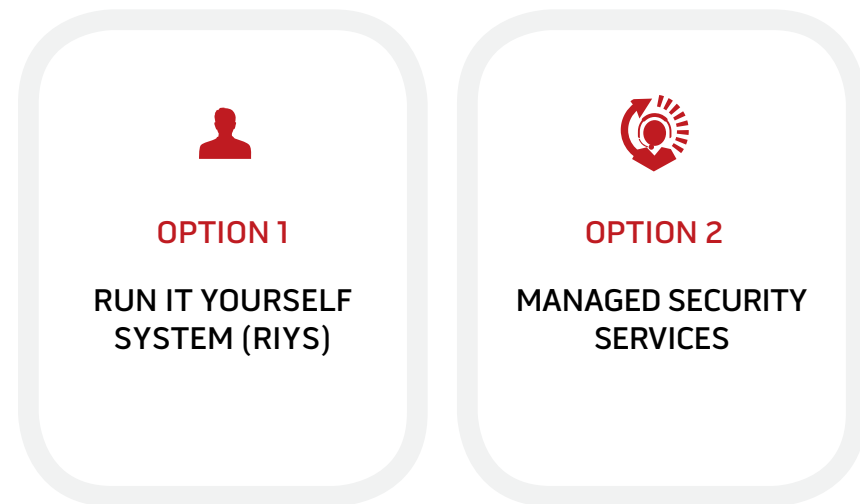 OPTION 1
RUN IT YOURSELF
SYSTEM (RIYS)
OPTION 2
MANAGED SECURITY
SERVICES